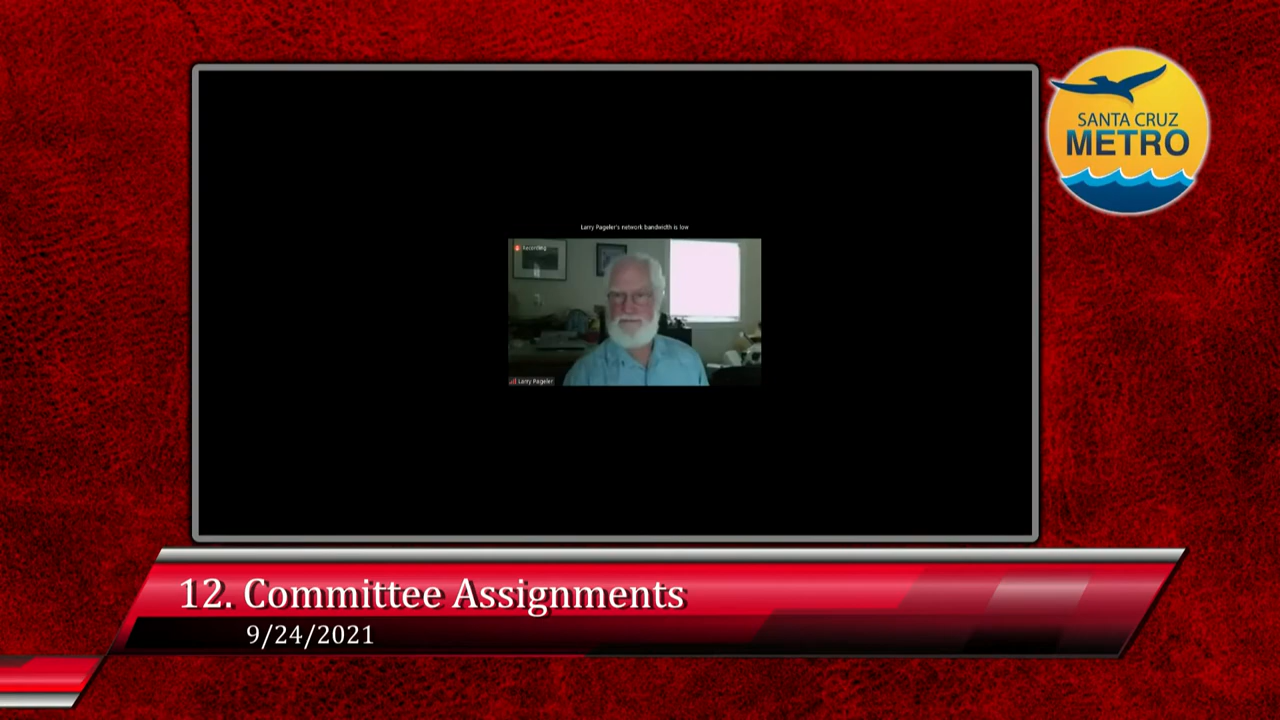 SANTA CRUZ
METRO
Larry Pageler's network bandwidth is low
Recording
Larry Pageler
12. Committee Assignments
9/24/2021